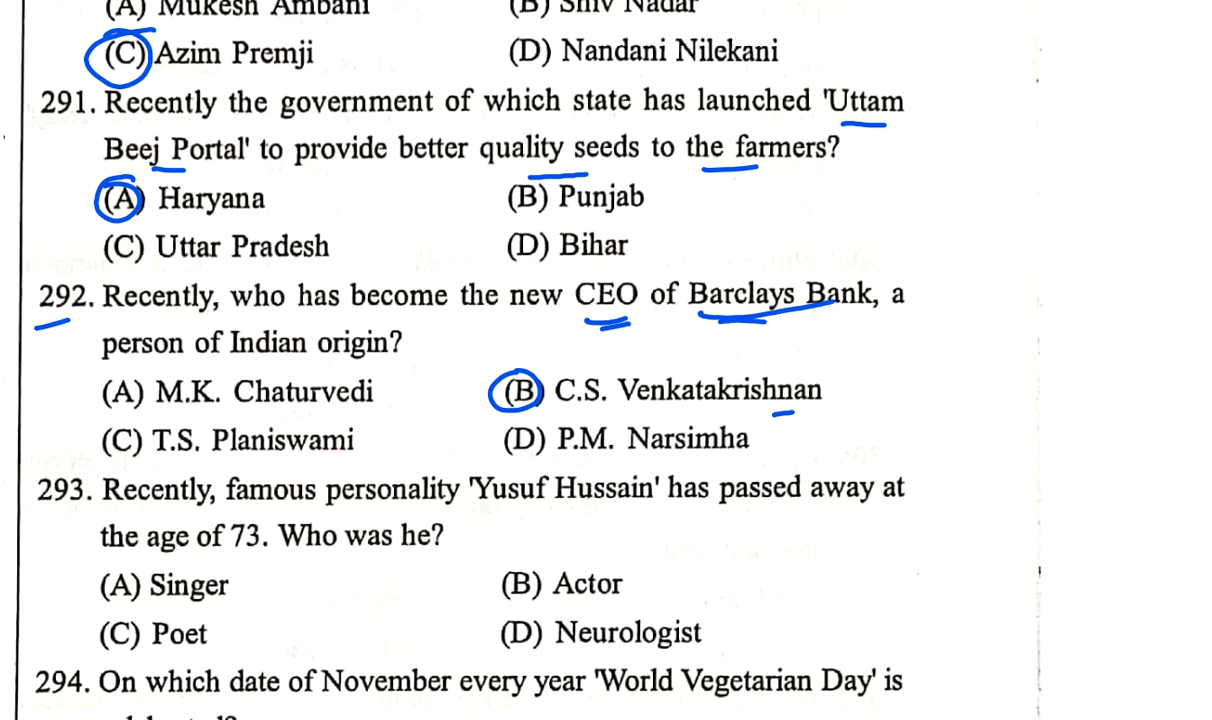 (A) Mukesh Ambani (B) Shiv Nadar
(C) Azim Premji (D) Nandani Nilekani
291. Recently the government of which state has launched 'Uttam
Beej Portal' to provide better quality seeds to the farmers?
(A) Haryana (B) Punjab
(C) Uttar Pradesh (D) Bihar
292. Recently, who has become the new CEO of Barclays Bank, a
person of Indian origin?
(A) M.K. Chaturvedi (B) C.S. Venkatakrishnan
(C) T.S. Planiswami (D) P.M. Narsimha
293. Recently, famous personality 'Yusuf Hussain' has passed away at
the age of 73. Who was he?
(A) Singer (B) Actor
(C) Poet (D) Neurologist
294. On which date of November every year 'World Vegetarian Day' is